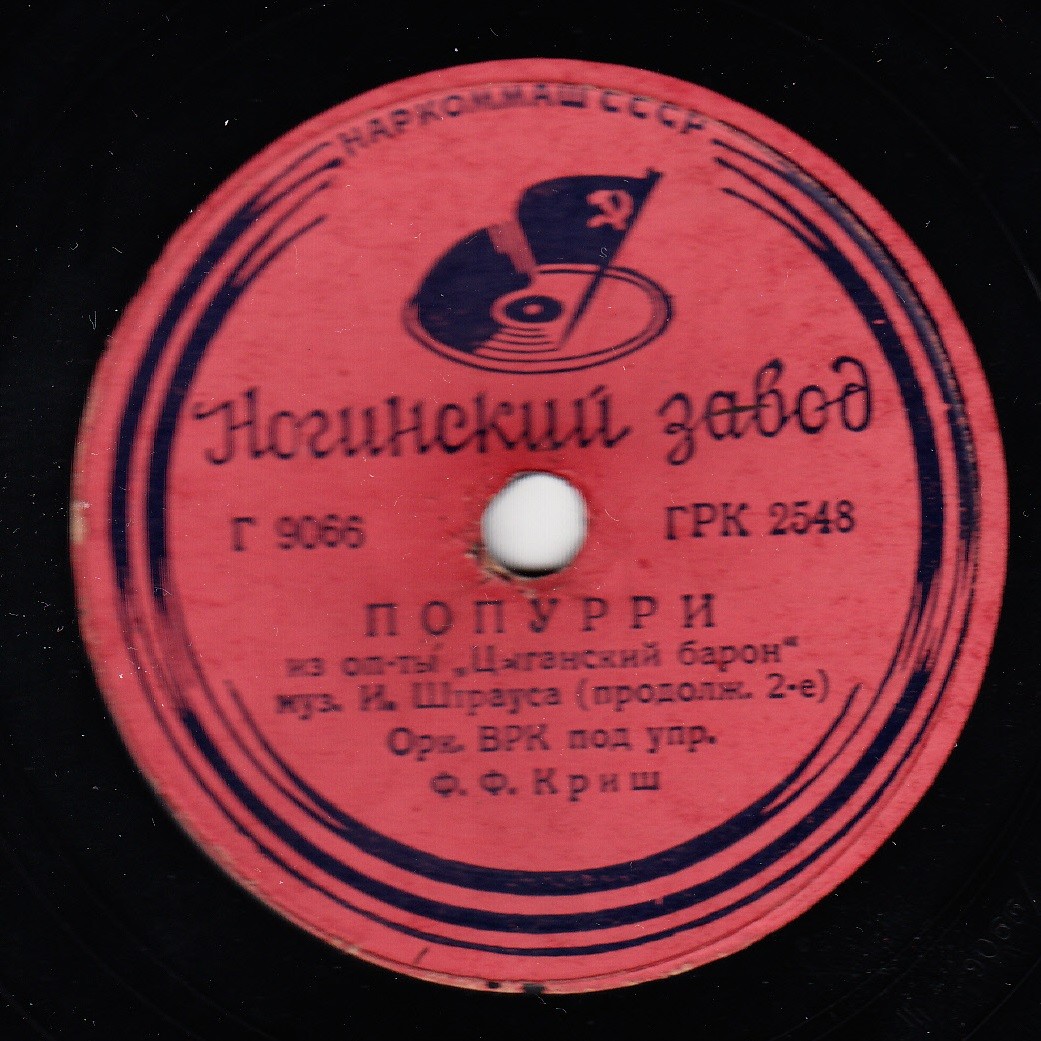 НАРКОММАШ СССР
Ногинский завод
Г 9066
ГРК 2548
ПОПУРРИ
из оп-ты „Цыганский барон“
муз. И. Штрауса (продолж. 2-е)
Орк. ВРК под упр.
Ф. Ф. Криш